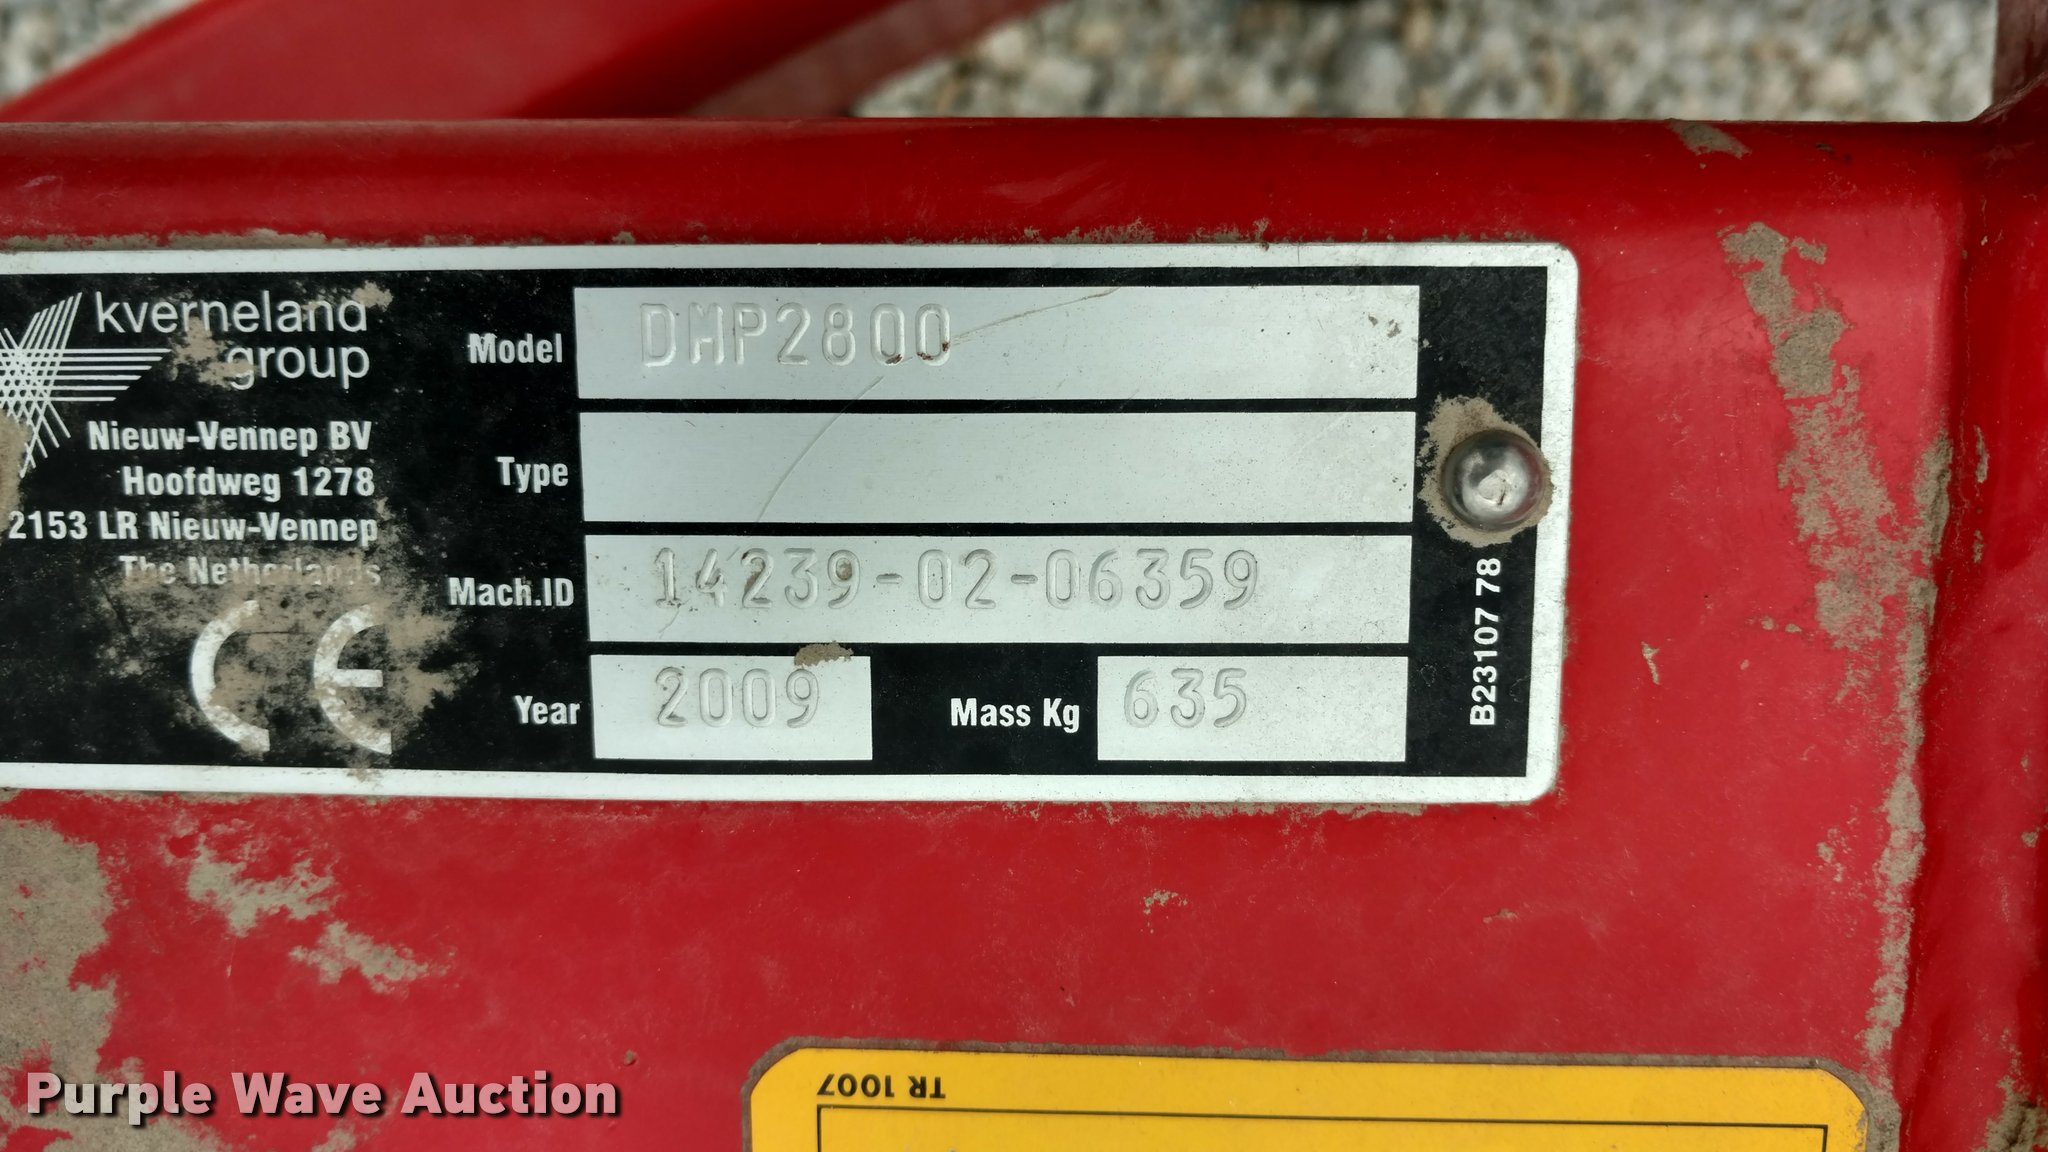 kverneland
group
Nieuw-Vennep BV
Hoofdweg 1278
2153 LR Nieuw-Vennep
The Netherlands
CE
Model DMP2800
Type
Mach.ID 14239-02-06359
Year 2009 Mass Kg 635
B23107 78
TR 1007
Purple Wave Auction